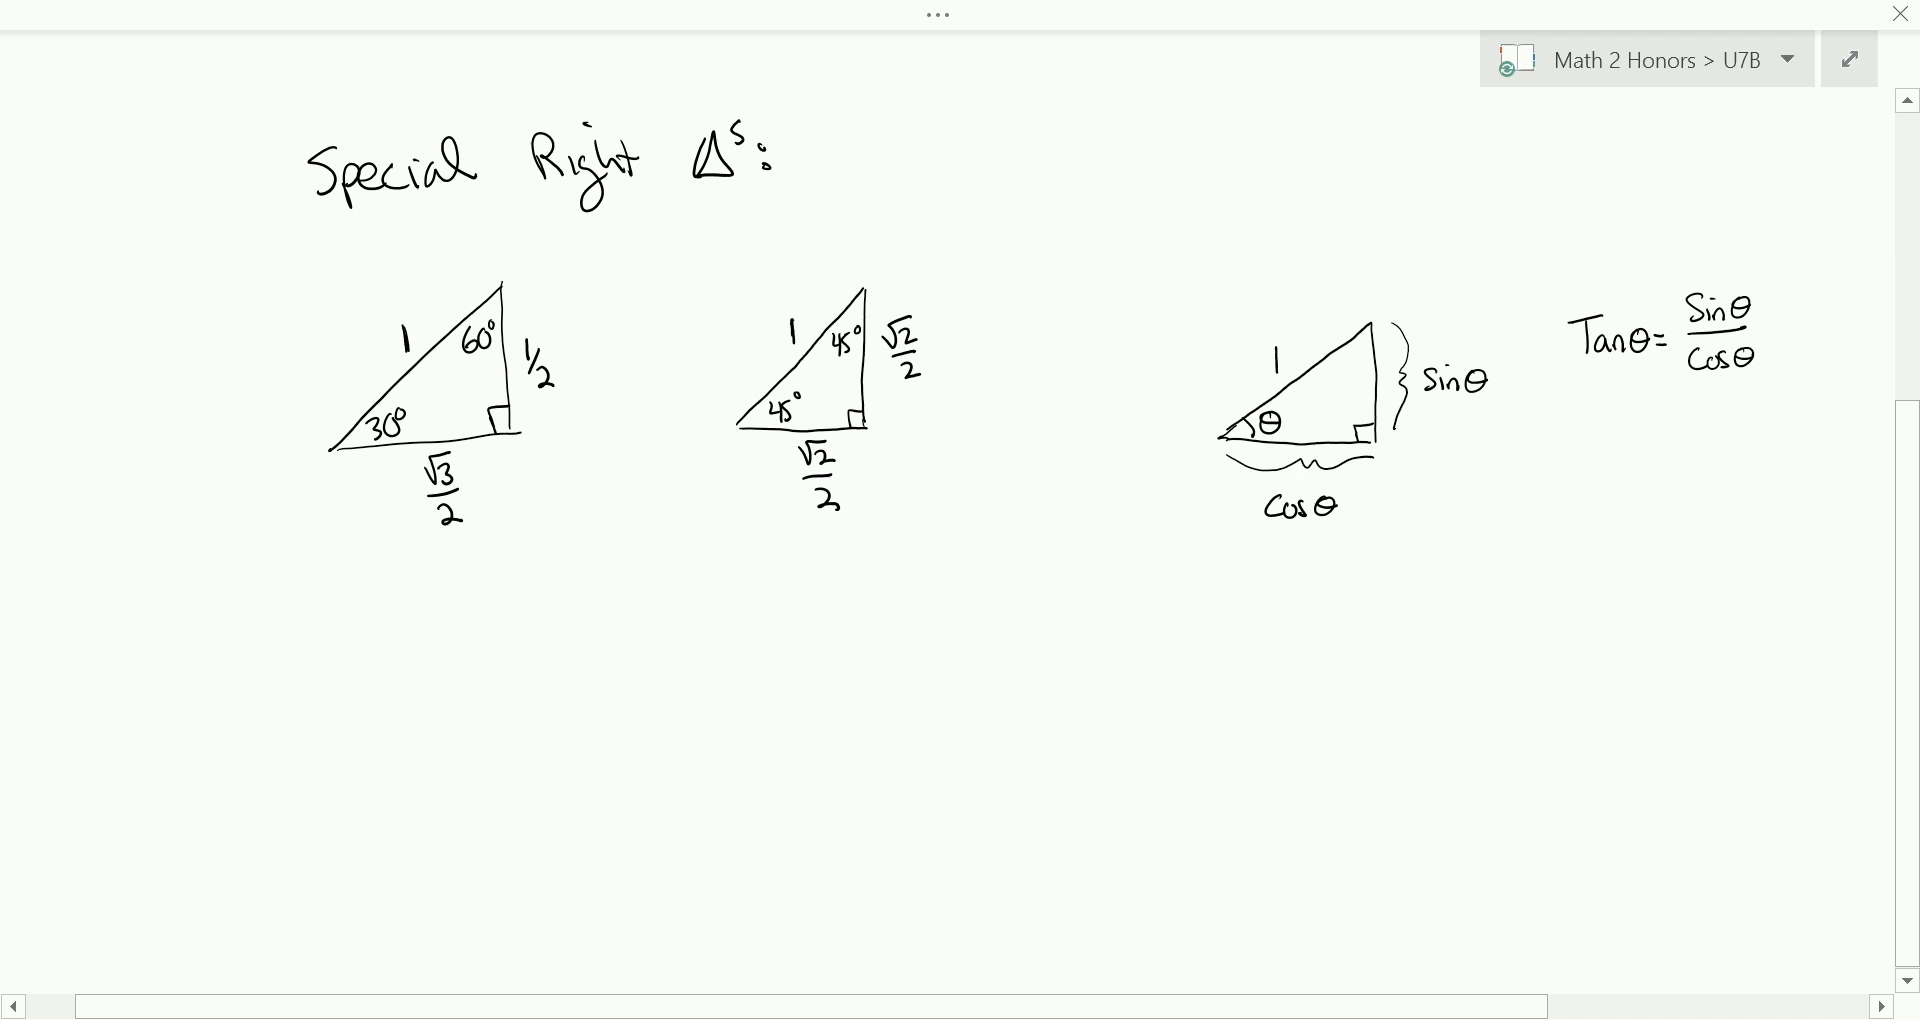 Math 2 Honors > U7B
Special Right Δs:
1
60°
1/2
30°
√3/2
1
45°
√2/2
45°
√2/2
1
θ
Sinθ
Cosθ
Tanθ = Sinθ/Cosθ